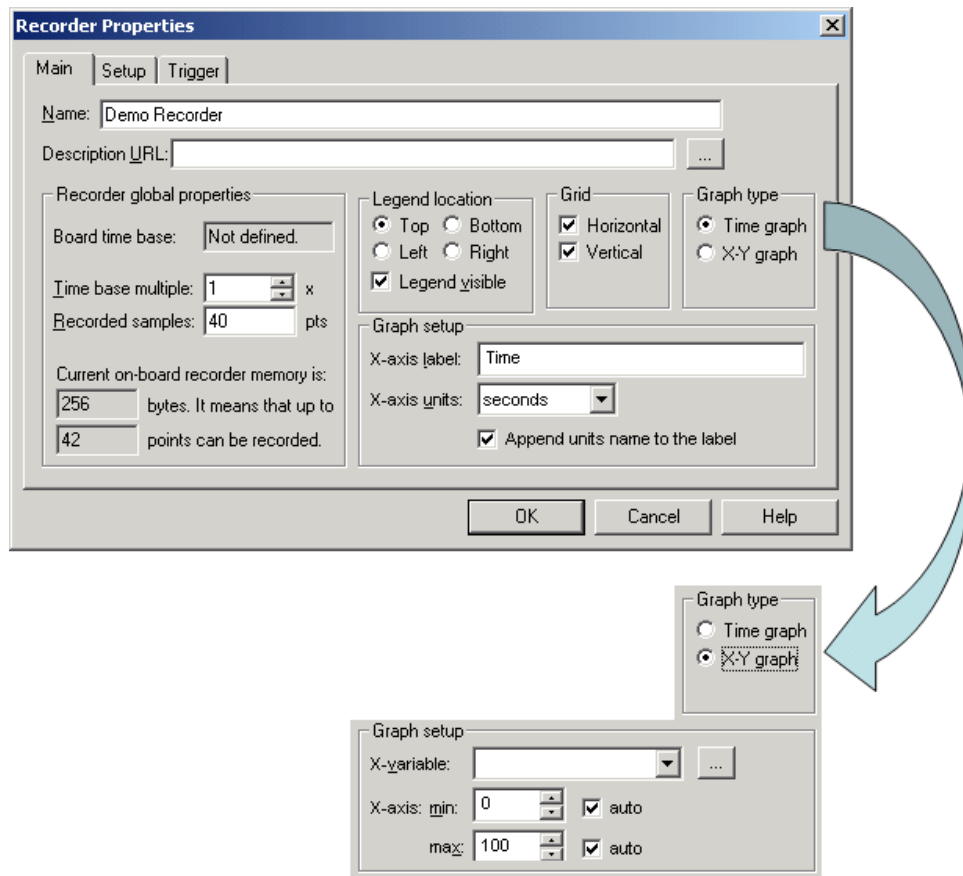 Recorder Properties
Main Setup Trigger
Name: Demo Recorder
Description URL: ...
Recorder global properties
Board time base: Not defined.
Time base multiple: 1 x
Recorded samples: 40 pts
Current on-board recorder memory is:
256 bytes. It means that up to
42 points can be recorded.
Legend location
Top Bottom
Left Right
Legend visible
Grid
Horizontal
Vertical
Graph type
Time graph
X-Y graph
Graph setup
X-axis label: Time
X-axis units: seconds
Append units name to the label
OK Cancel Help
Graph type
Time graph
X-Y graph
Graph setup
X-variable: ...
X-axis: min: 0 auto
max: 100 auto